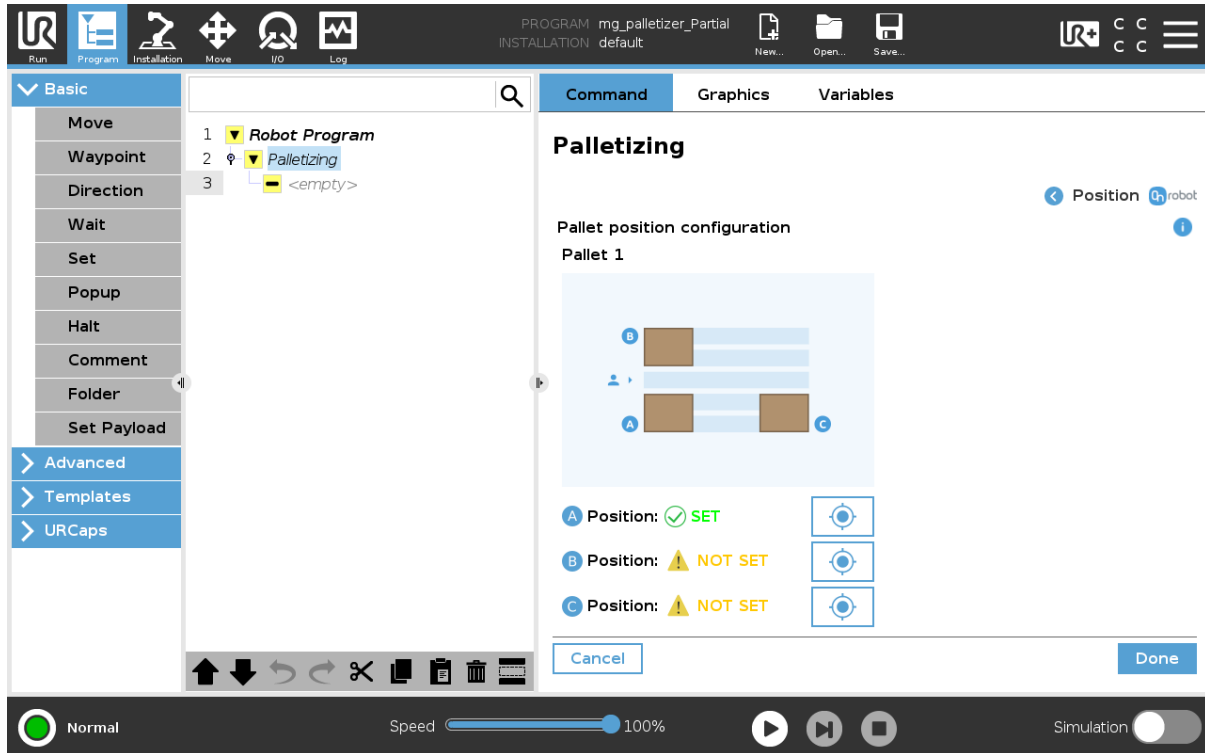 PROGRAM mg_palletizer_Partial
INSTALLATION default
New... Open... Save...
UR+ C C
C C
UR
Run Program Installation Move I/O Log
Basic
Move
Waypoint
Direction
Wait
Set
Popup
Halt
Comment
Folder
Set Payload
Advanced
Templates
URCaps
1 Robot Program
2 Palletizing
3 <empty>
Command Graphics Variables
Palletizing
Position OnRobot
Pallet position configuration i
Pallet 1
B
A C
A Position: SET
B Position: ! NOT SET
C Position: ! NOT SET
Cancel Done
Normal Speed 100% Simulation